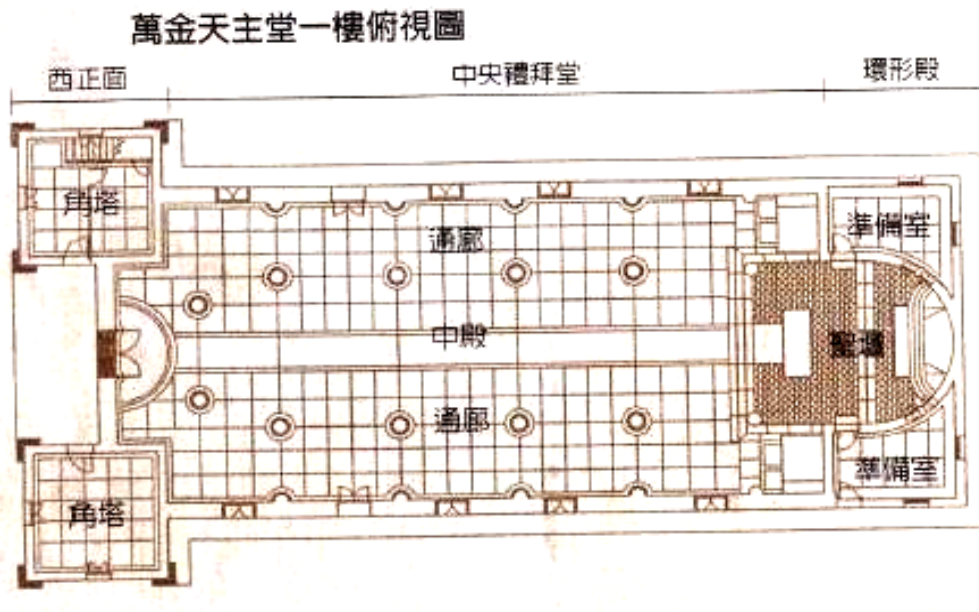 萬金天主堂一樓俯視圖
西正面
中央禮拜堂
環形殿
角塔
通廊
準備室
中殿
聖壇
通廊
準備室
角塔